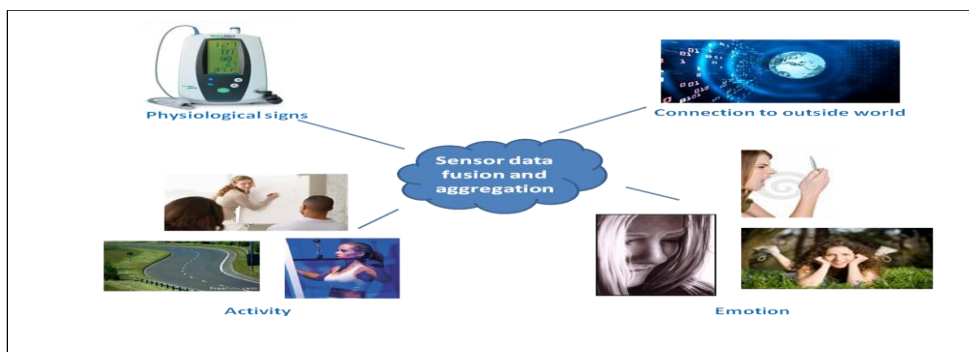 Physiological signs
Connection to outside world
Sensor data
fusion and
aggregation
Activity
Emotion